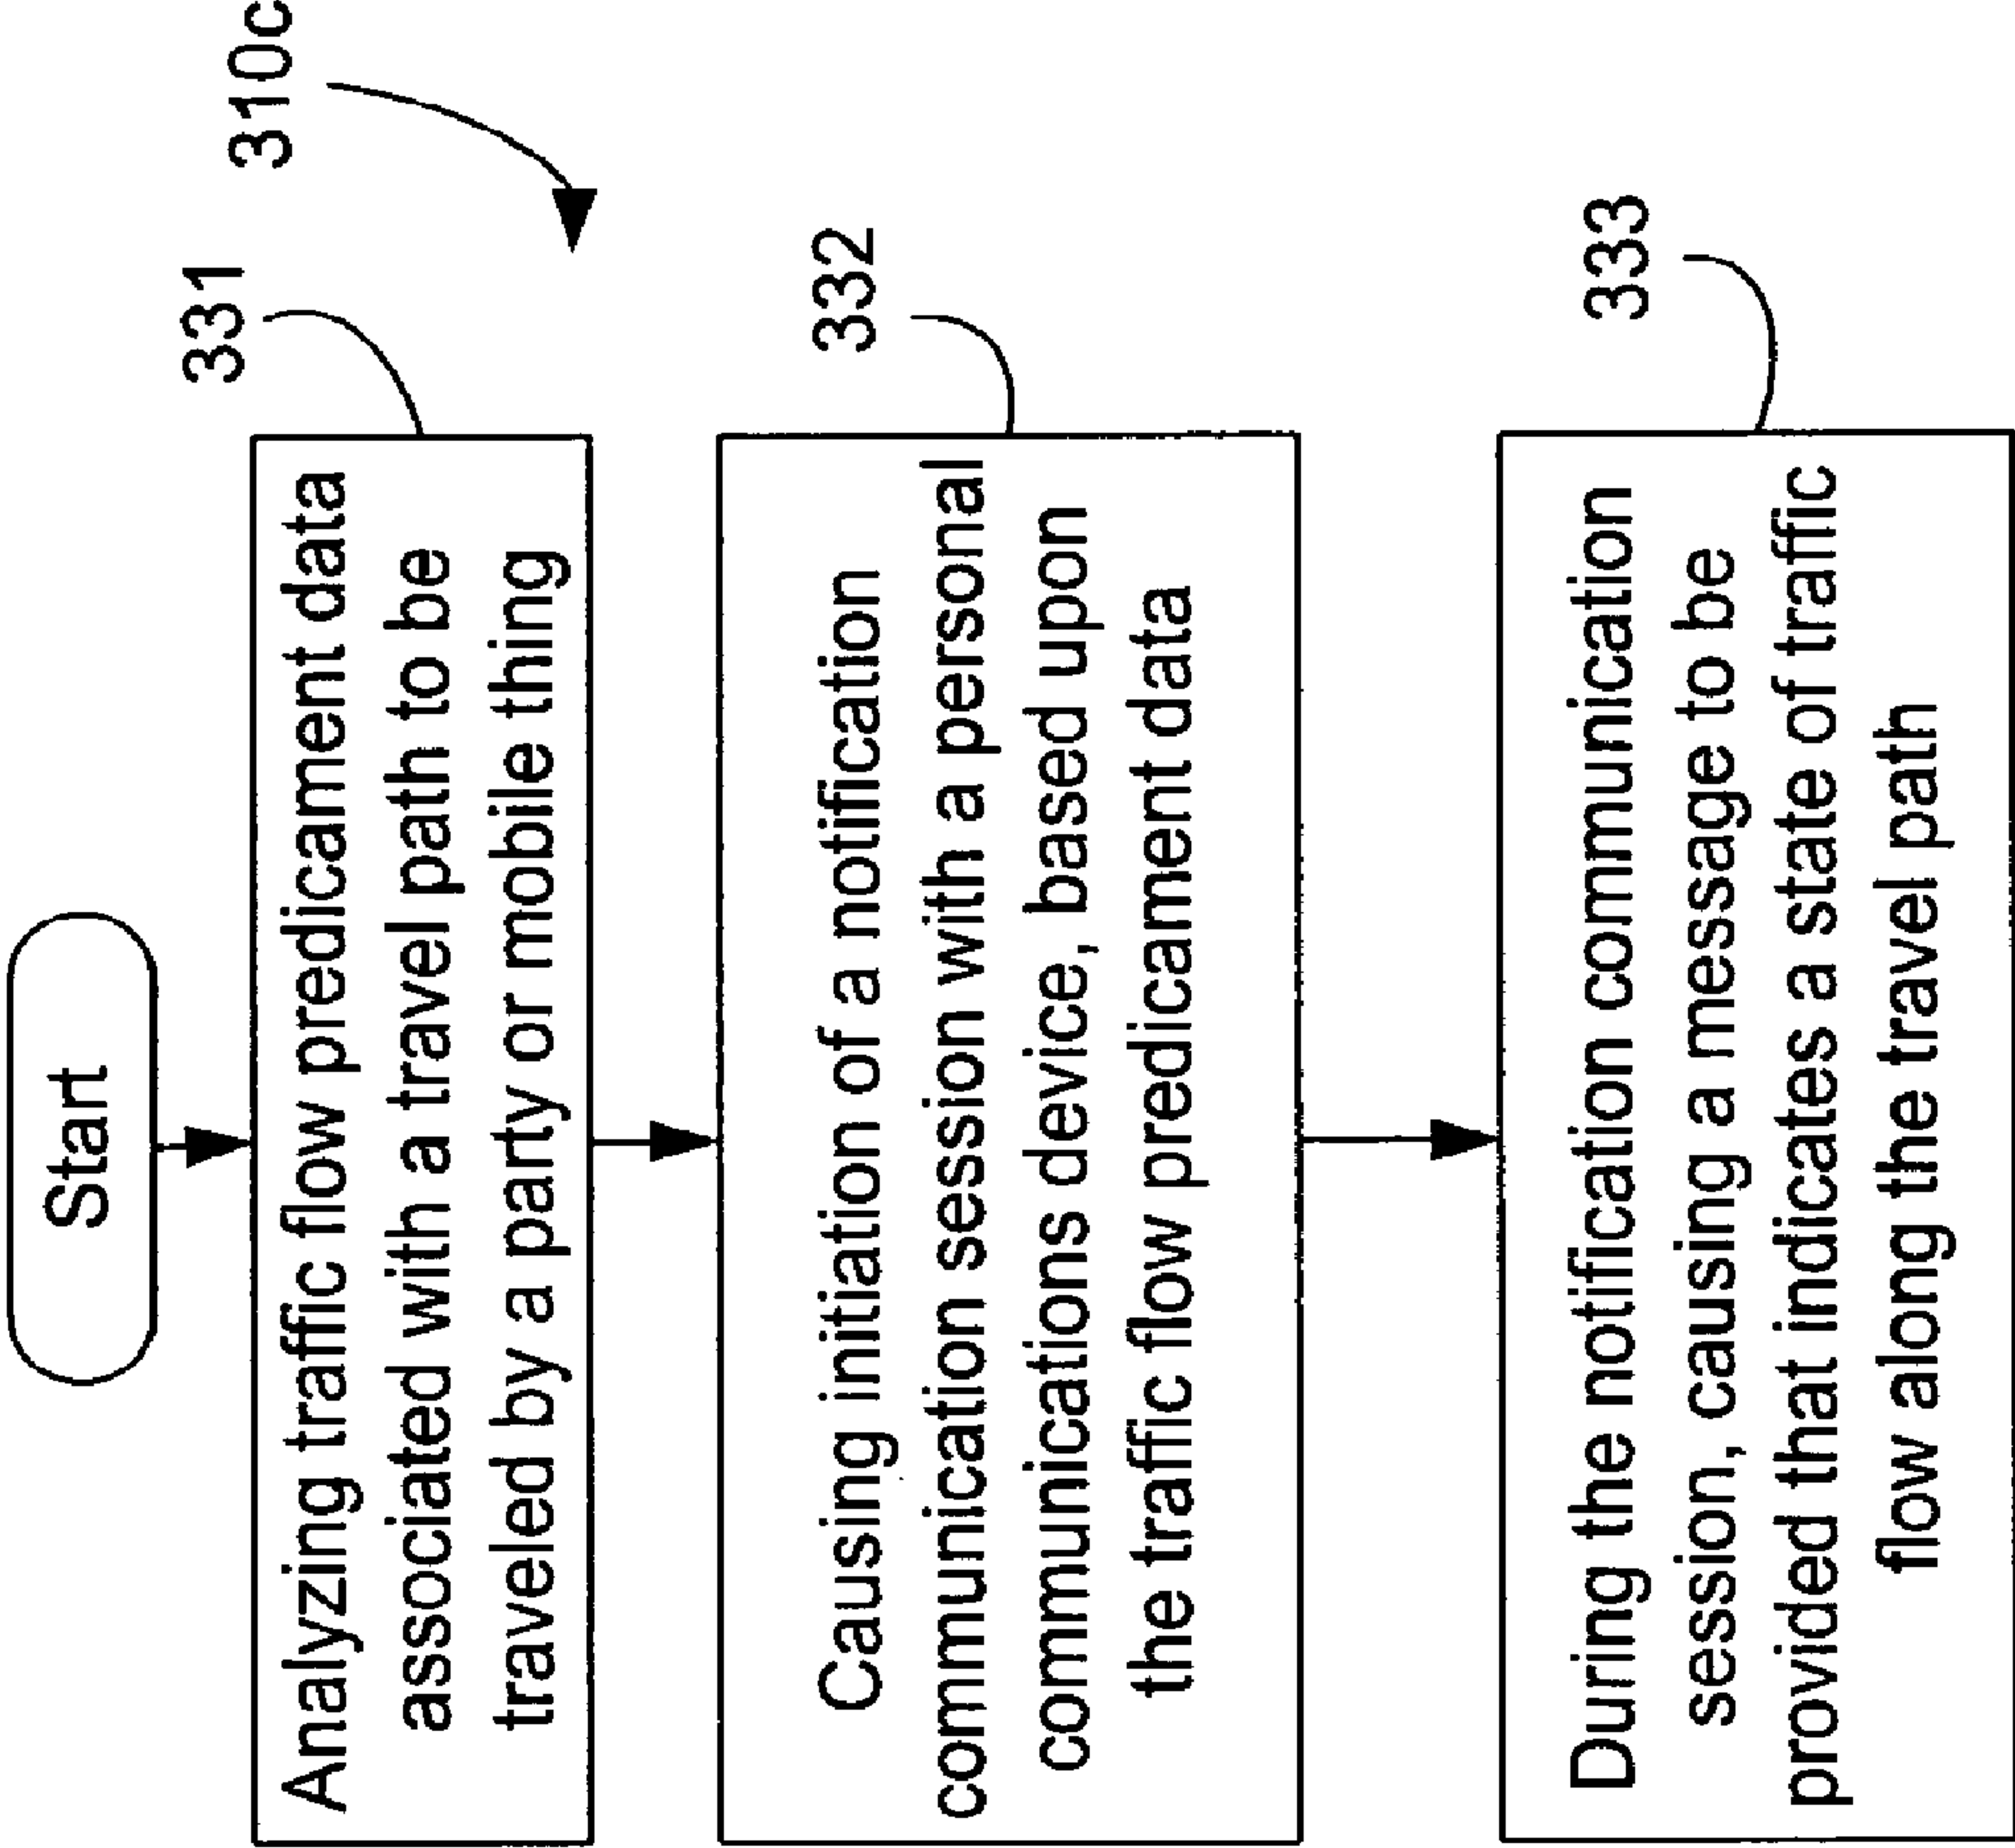 Start
310c
331
Analyzing traffic flow predicament data
associated with a travel path to be
traveled by a party or mobile thing
332
Causing initiation of a notification
communication session with a personal
communications device, based upon
the traffic flow predicament data
333
During the notification communication
session, causing a message to be
provided that indicates a state of traffic
flow along the travel path